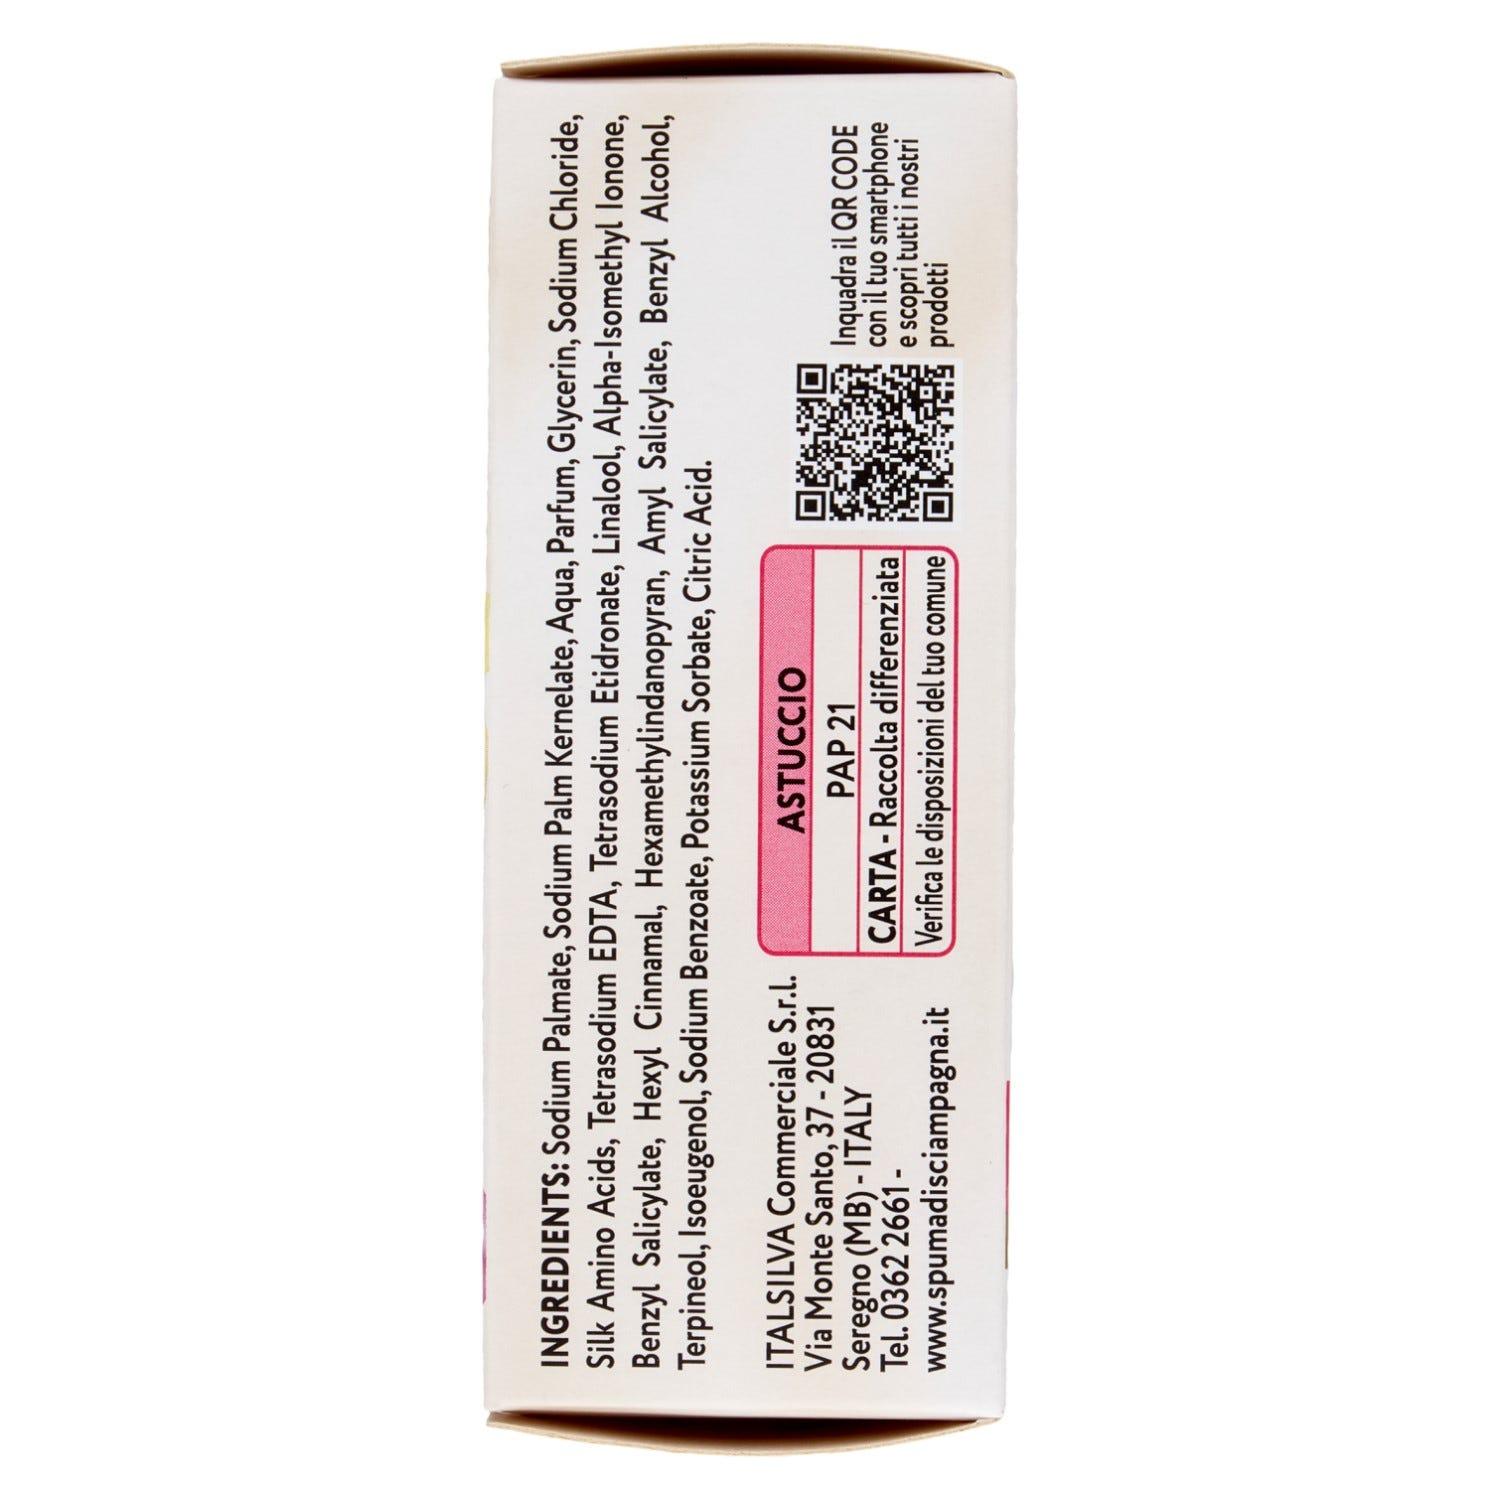 INGREDIENTS: Sodium Palmate, Sodium Palm Kernelate, Aqua, Parfum, Glycerin, Sodium Chloride,
Silk Amino Acids, Tetrasodium EDTA, Tetrasodium Etidronate, Linalool, Alpha-Isomethyl Ionone,
Benzyl Salicylate, Hexyl Cinnamal, Hexamethylindanopyran, Amyl Salicylate, Benzyl Alcohol,
Terpineol, Isoeugenol, Sodium Benzoate, Potassium Sorbate, Citric Acid.
ITALSILVA Commerciale S.r.l.
Via Monte Santo, 37 - 20831
Seregno (MB) - ITALY
Tel. 0362 2661 -
www.spumadisciampagna.it
ASTUCCIO
PAP 21
CARTA - Raccolta differenziata
Verifica le disposizioni del tuo comune
Inquadra il QR CODE
con il tuo smartphone
e scopri tutti i nostri
prodotti